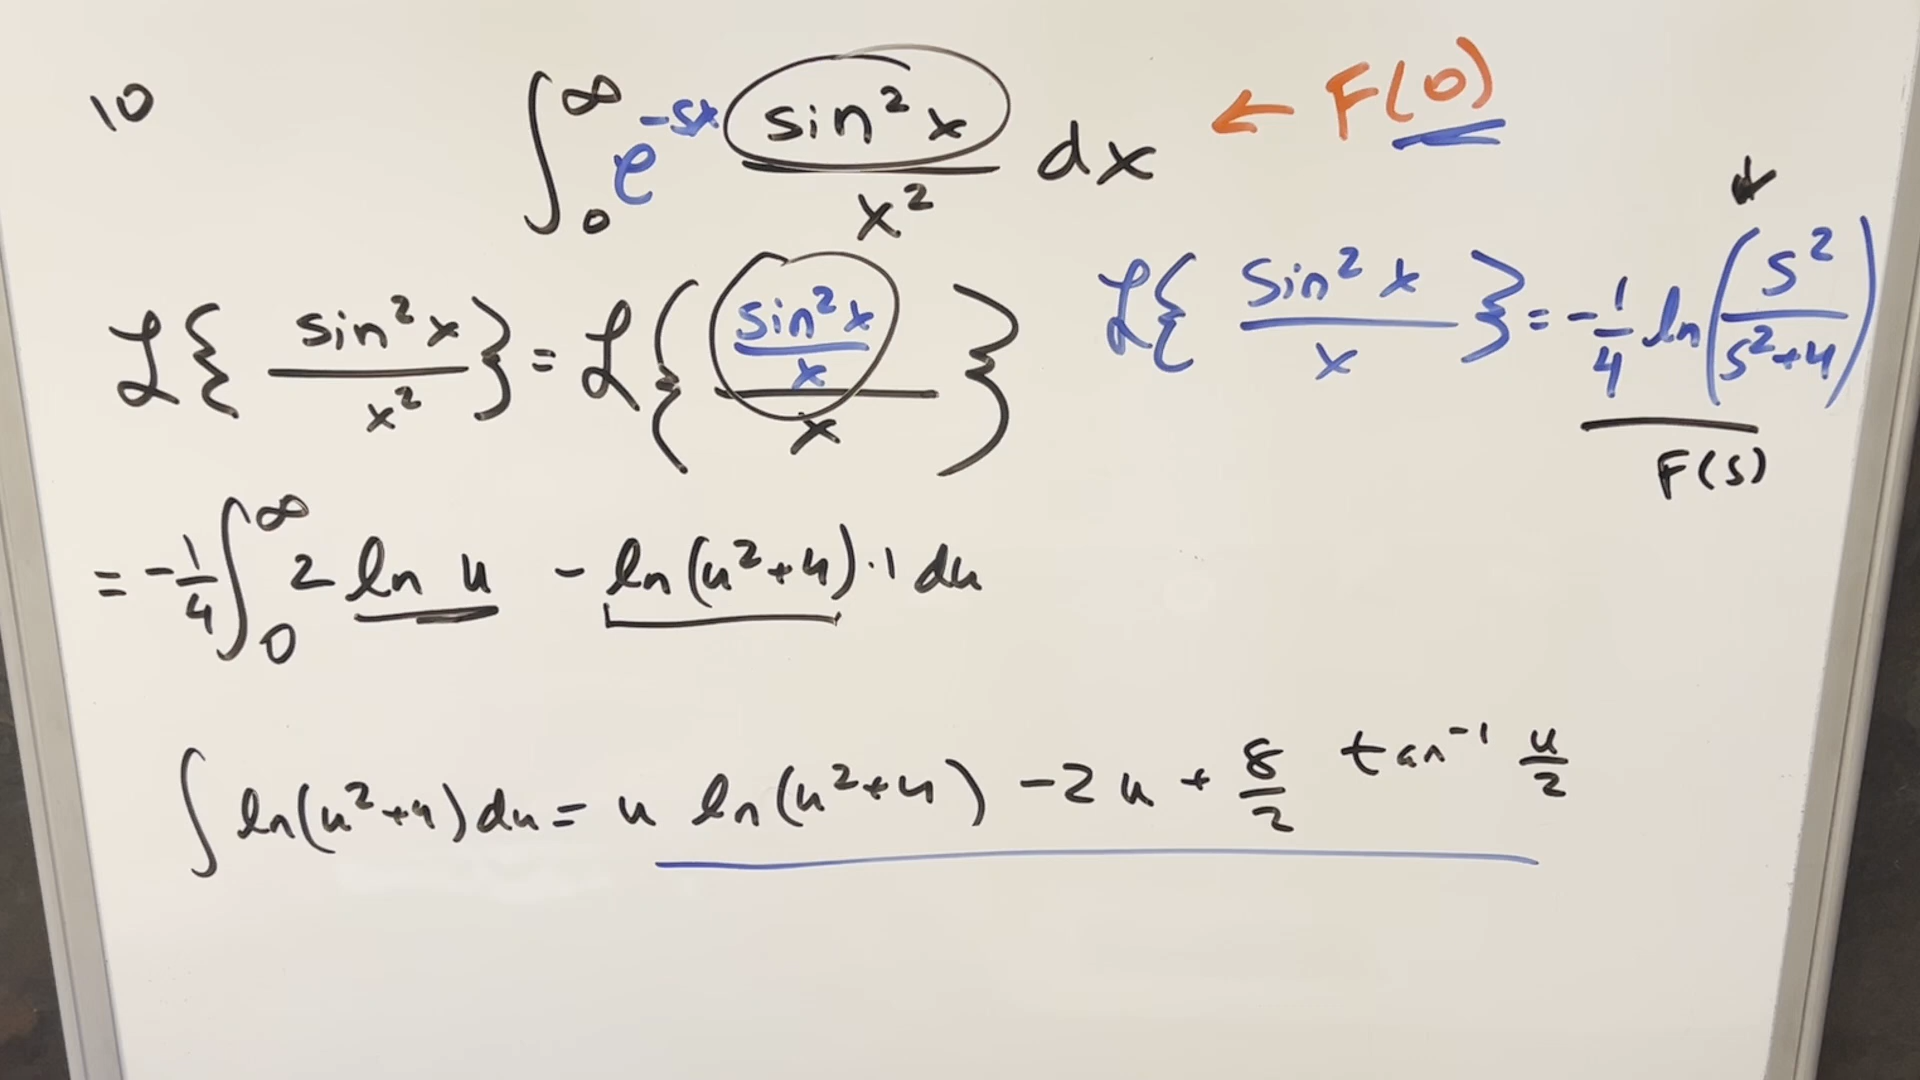 10
∫₀^∞ e^{-sx} sin²x / x² dx ← F(0)
ℒ{ sin²x / x² } = ℒ{ (sin²x / x) / x }
ℒ{ sin²x / x } = -1/4 ln( s² / (s²+4) )
F(s)
= -1/4 ∫₀^∞ 2 ln u - ln(u²+4)·1 du
∫ ln(u²+4) du = u ln(u²+4) - 2u + 8/2 tan⁻¹ u/2